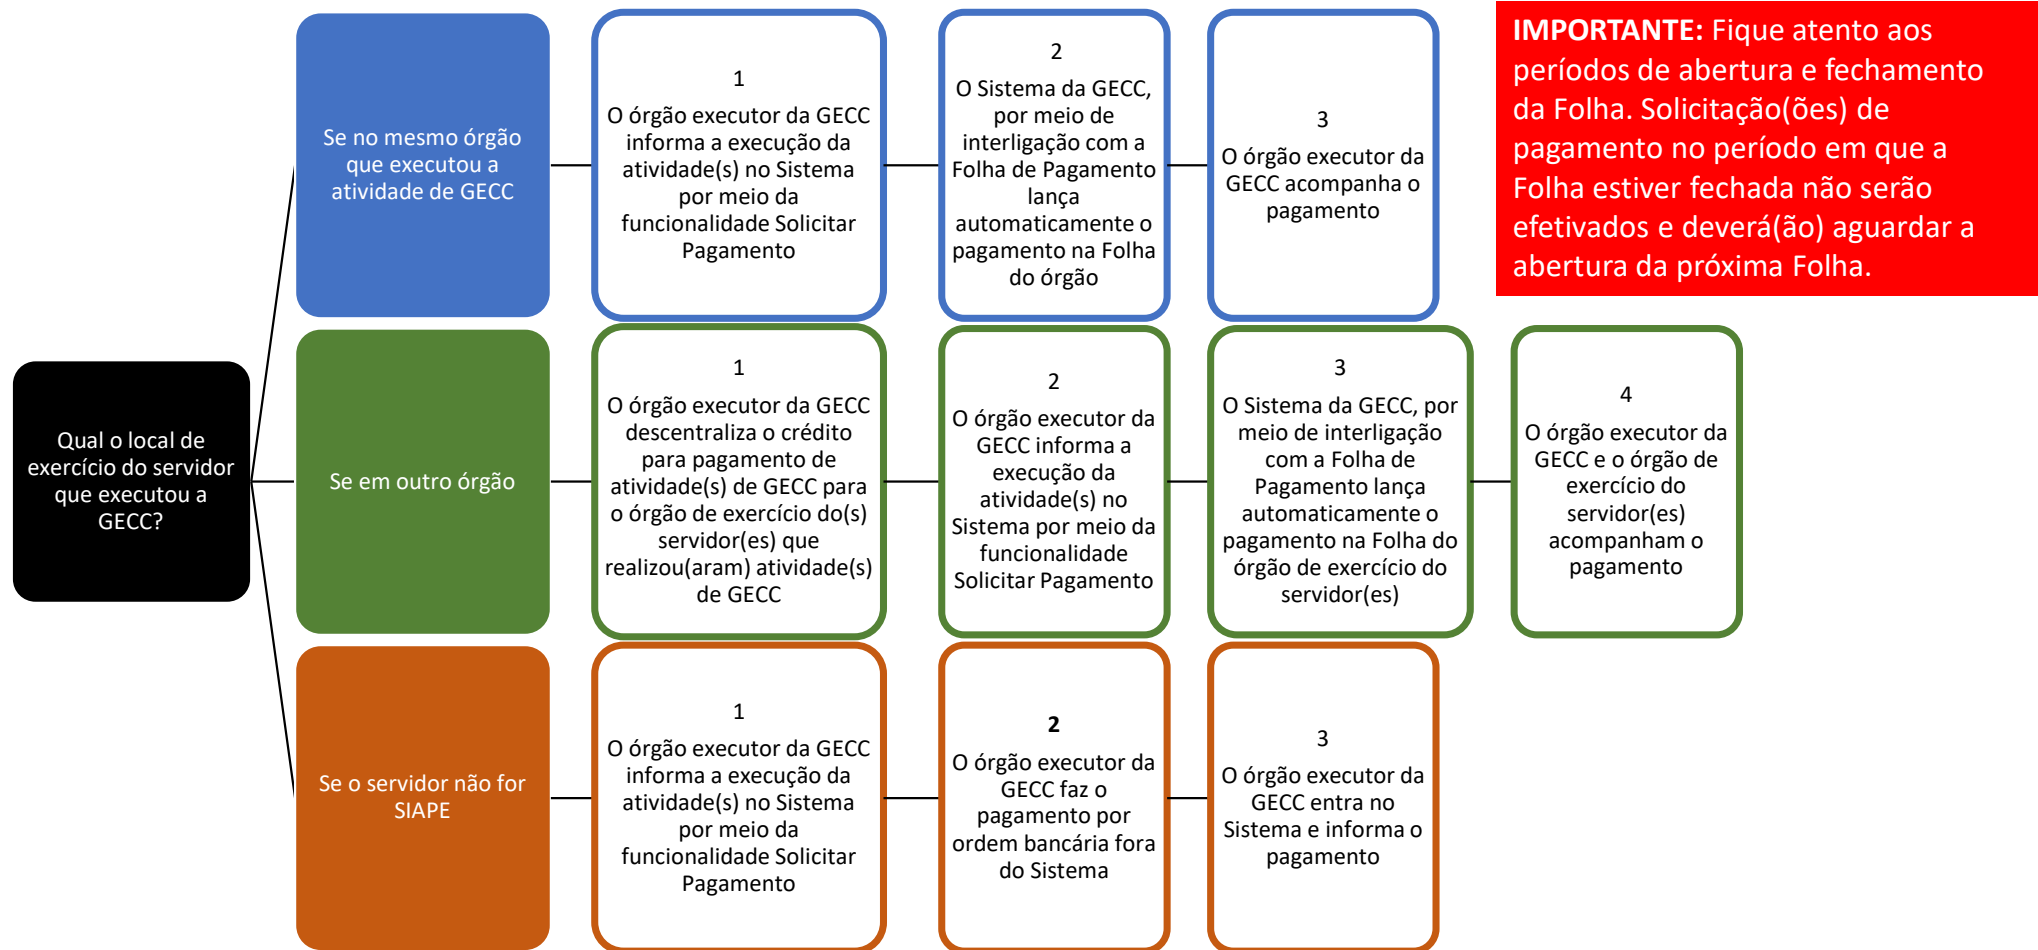 Qual o local de
exercício do servidor
que executou a
GECC?
Se no mesmo órgão
que executou a
atividade de GECC
1
O órgão executor da GECC
informa a execução da
atividade(s) no Sistema
por meio da
funcionalidade Solicitar
Pagamento
2
O Sistema da GECC,
por meio de
interligação com a
Folha de Pagamento
lança
automaticamente o
pagamento na Folha
do órgão
3
O órgão executor da
GECC acompanha o
pagamento
IMPORTANTE: Fique atento aos
períodos de abertura e fechamento
da Folha. Solicitação(ões) de
pagamento no período em que a
Folha estiver fechada não serão
efetivados e deverá(ão) aguardar a
abertura da próxima Folha.
Se em outro órgão
1
O órgão executor da GECC
descentraliza o crédito
para pagamento de
atividade(s) de GECC para
o órgão de exercício do(s)
servidor(es) que
realizou(aram) atividade(s)
de GECC
2
O órgão executor da
GECC informa a
execução da
atividade(s) no
Sistema por meio da
funcionalidade
Solicitar Pagamento
3
O Sistema da GECC, por
meio de interligação
com a Folha de
Pagamento lança
automaticamente o
pagamento na Folha do
órgão de exercício do
servidor(es)
4
O órgão executor da
GECC e o órgão de
exercício do
servidor(es)
acompanham o
pagamento
Se o servidor não for
SIAPE
1
O órgão executor da GECC
informa a execução da
atividade(s) no Sistema
por meio da
funcionalidade Solicitar
Pagamento
2
O órgão executor da
GECC faz o
pagamento por
ordem bancária fora
do Sistema
3
O órgão executor da
GECC entra no
Sistema e informa o
pagamento